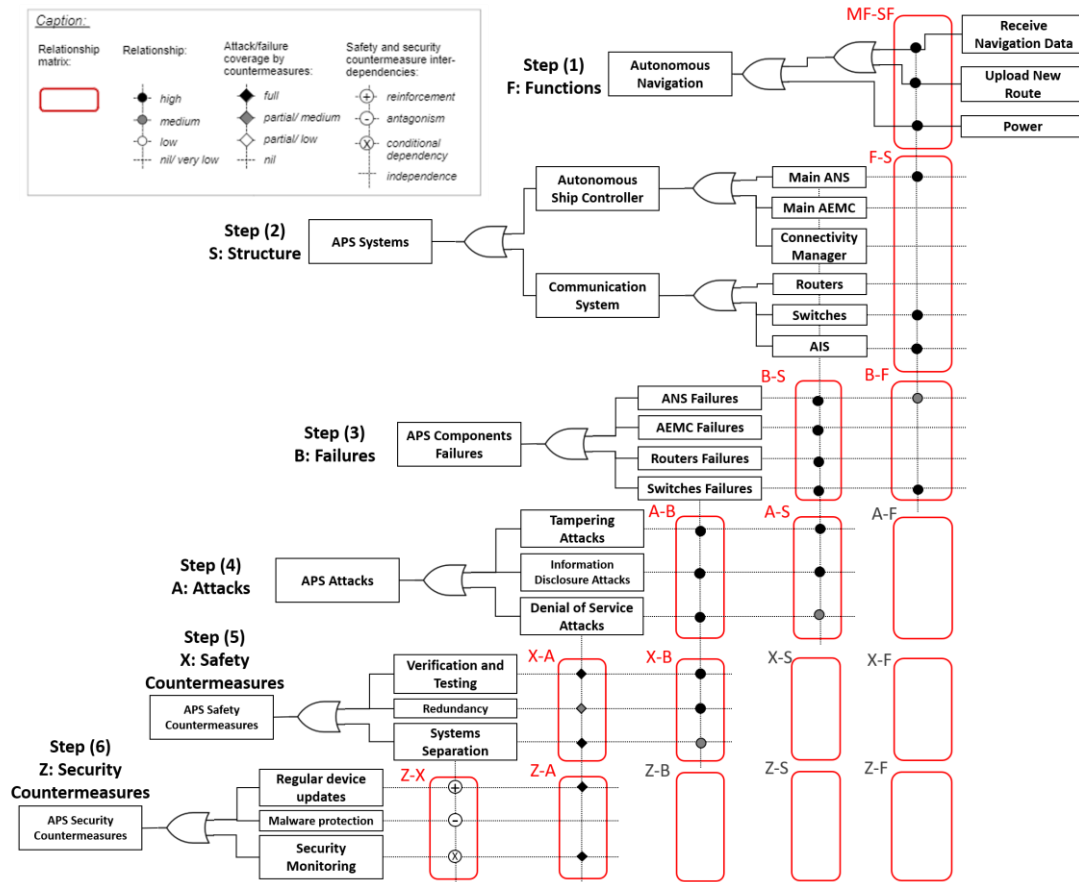 Caption:
Relationship
matrix:
Relationship:
high
medium
low
nil/ very low
Attack/failure
coverage by
countermeasures:
full
partial/ medium
partial/ low
nil
Safety and security
countermeasure inter-
dependencies:
reinforcement
antagonism
conditional
dependency
independence
MF-SF
Step (1)
F: Functions
Autonomous
Navigation
Receive
Navigation Data
Upload New
Route
Power
F-S
Step (2)
S: Structure
APS Systems
Autonomous
Ship Controller
Communication
System
Main ANS
Main AEMC
Connectivity
Manager
Routers
Switches
AIS
B-S
B-F
Step (3)
B: Failures
APS Components
Failures
ANS Failures
AEMC Failures
Routers Failures
Switches Failures
A-B
A-S
A-F
Step (4)
A: Attacks
APS Attacks
Tampering
Attacks
Information
Disclosure Attacks
Denial of Service
Attacks
Step (5)
X: Safety
Countermeasures
APS Safety
Countermeasures
Verification and
Testing
Redundancy
Systems
Separation
X-A
X-B
X-S
X-F
Step (6)
Z: Security
Countermeasures
APS Security
Countermeasures
Regular device
updates
Malware protection
Security
Monitoring
Z-X
Z-A
Z-B
Z-S
Z-F